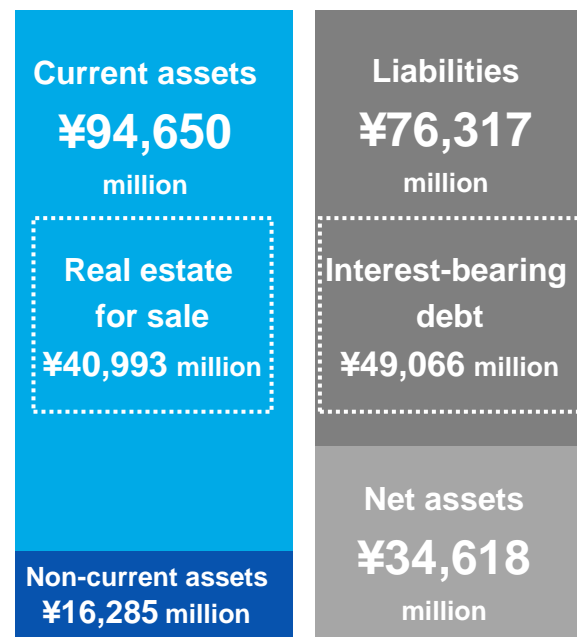 Current assets
¥94,650
million
Real estate
for sale
¥40,993 million
Non-current assets
¥16,285 million
Liabilities
¥76,317
million
Interest-bearing
debt
¥49,066 million
Net assets
¥34,618
million